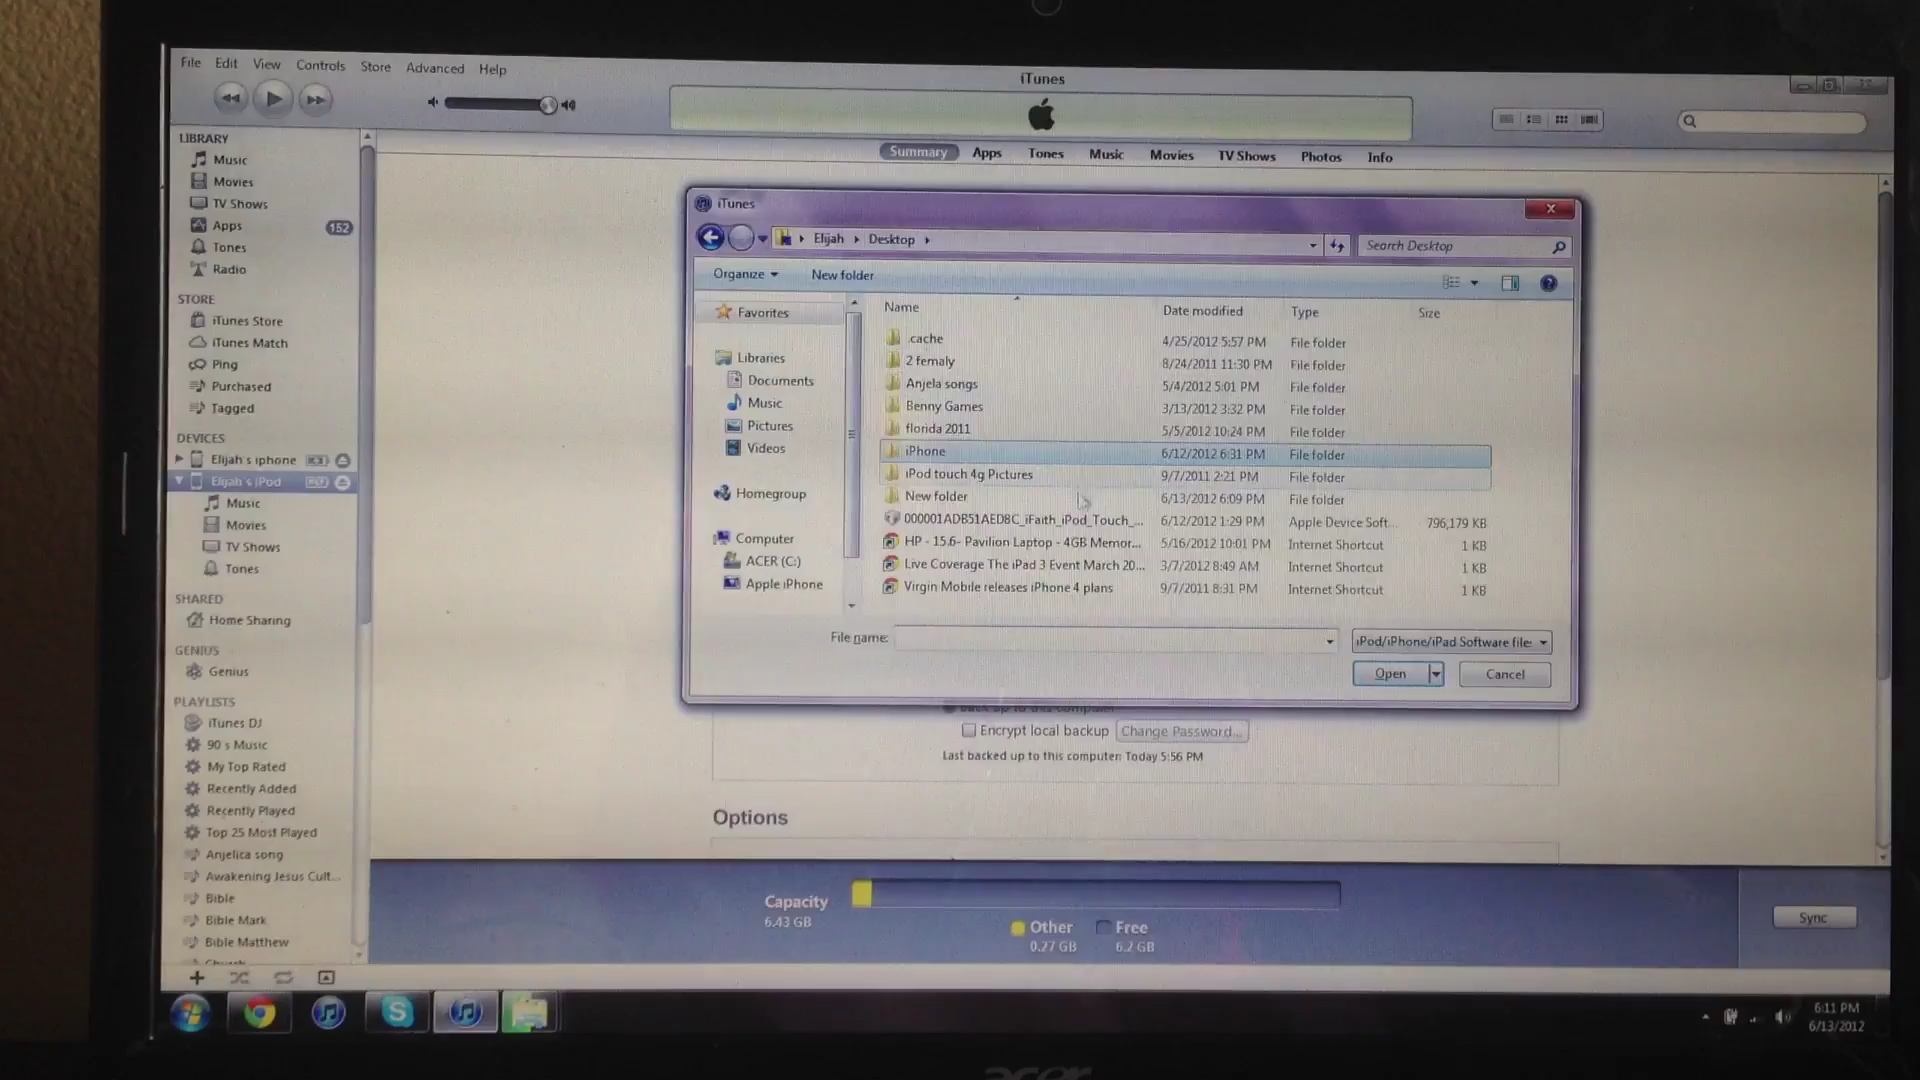 File Edit View Controls Store Advanced Help
iTunes
LIBRARY
Music
Movies
TV Shows
Apps 152
Tones
Radio
STORE
iTunes Store
iTunes Match
Ping
Purchased
Tagged
DEVICES
Elijah's iphone
Elijah's iPod
Music
Movies
TV Shows
Tones
SHARED
Home Sharing
GENIUS
Genius
PLAYLISTS
iTunes DJ
90's Music
My Top Rated
Recently Added
Recently Played
Top 25 Most Played
Anjelica song
Awakening Jesus Cult...
Bible
Bible Mark
Bible Matthew
Summary Apps Tones Music Movies TV Shows Photos Info
iTunes
Elijah Desktop Search Desktop
Organize New folder
Favorites
Libraries
Documents
Music
Pictures
Videos
Homegroup
Computer
ACER (C:)
Apple iPhone
Name Date modified Type Size
.cache 4/25/2012 5:57 PM File folder
2 femaly 8/24/2011 11:30 PM File folder
Anjela songs 5/4/2012 5:01 PM File folder
Benny Games 3/13/2012 3:32 PM File folder
florida 2011 5/5/2012 10:24 PM File folder
iPhone 6/12/2012 6:31 PM File folder
iPod touch 4g Pictures 9/7/2011 2:21 PM File folder
New folder 6/13/2012 6:09 PM File folder
000001ADB51AED8C_iFaith_iPod_Touch_... 6/12/2012 1:29 PM Apple Device Soft... 796,179 KB
HP - 15.6- Pavilion Laptop - 4GB Memor... 5/16/2012 10:01 PM Internet Shortcut 1 KB
Live Coverage The iPad 3 Event March 20... 3/7/2012 8:49 AM Internet Shortcut 1 KB
Virgin Mobile releases iPhone 4 plans 9/7/2011 8:31 PM Internet Shortcut 1 KB
File name: iPod/iPhone/iPad Software file
Open Cancel
Back up to this computer
Encrypt local backup Change Password...
Last backed up to this computer: Today 5:56 PM
Options
Capacity
6.43 GB
Other
0.27 GB
Free
6.2 GB
Sync
6:11 PM
6/13/2012
acer